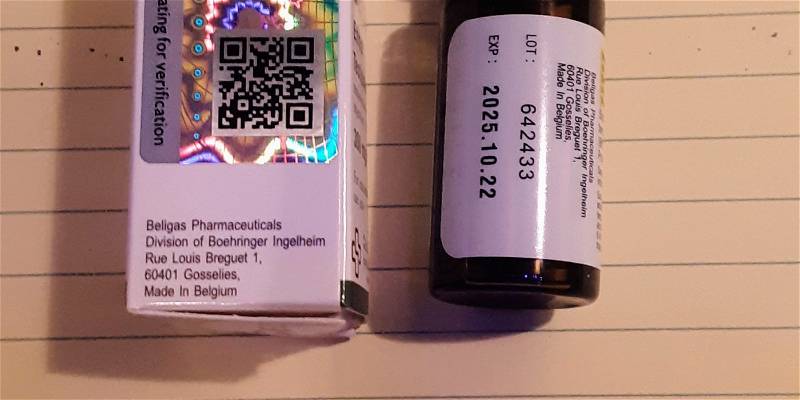 ating for verification
Beligas Pharmaceuticals
Division of Boehringer Ingelheim
Rue Louis Breguet 1,
60401 Gosselies,
Made In Belgium
Beligas Pharmaceuticals
Division of Boehringer Ingelheim
Rue Louis Breguet 1,
60401 Gosselies,
Made In Belgium
LOT : 642433
EXP : 2025.10.22